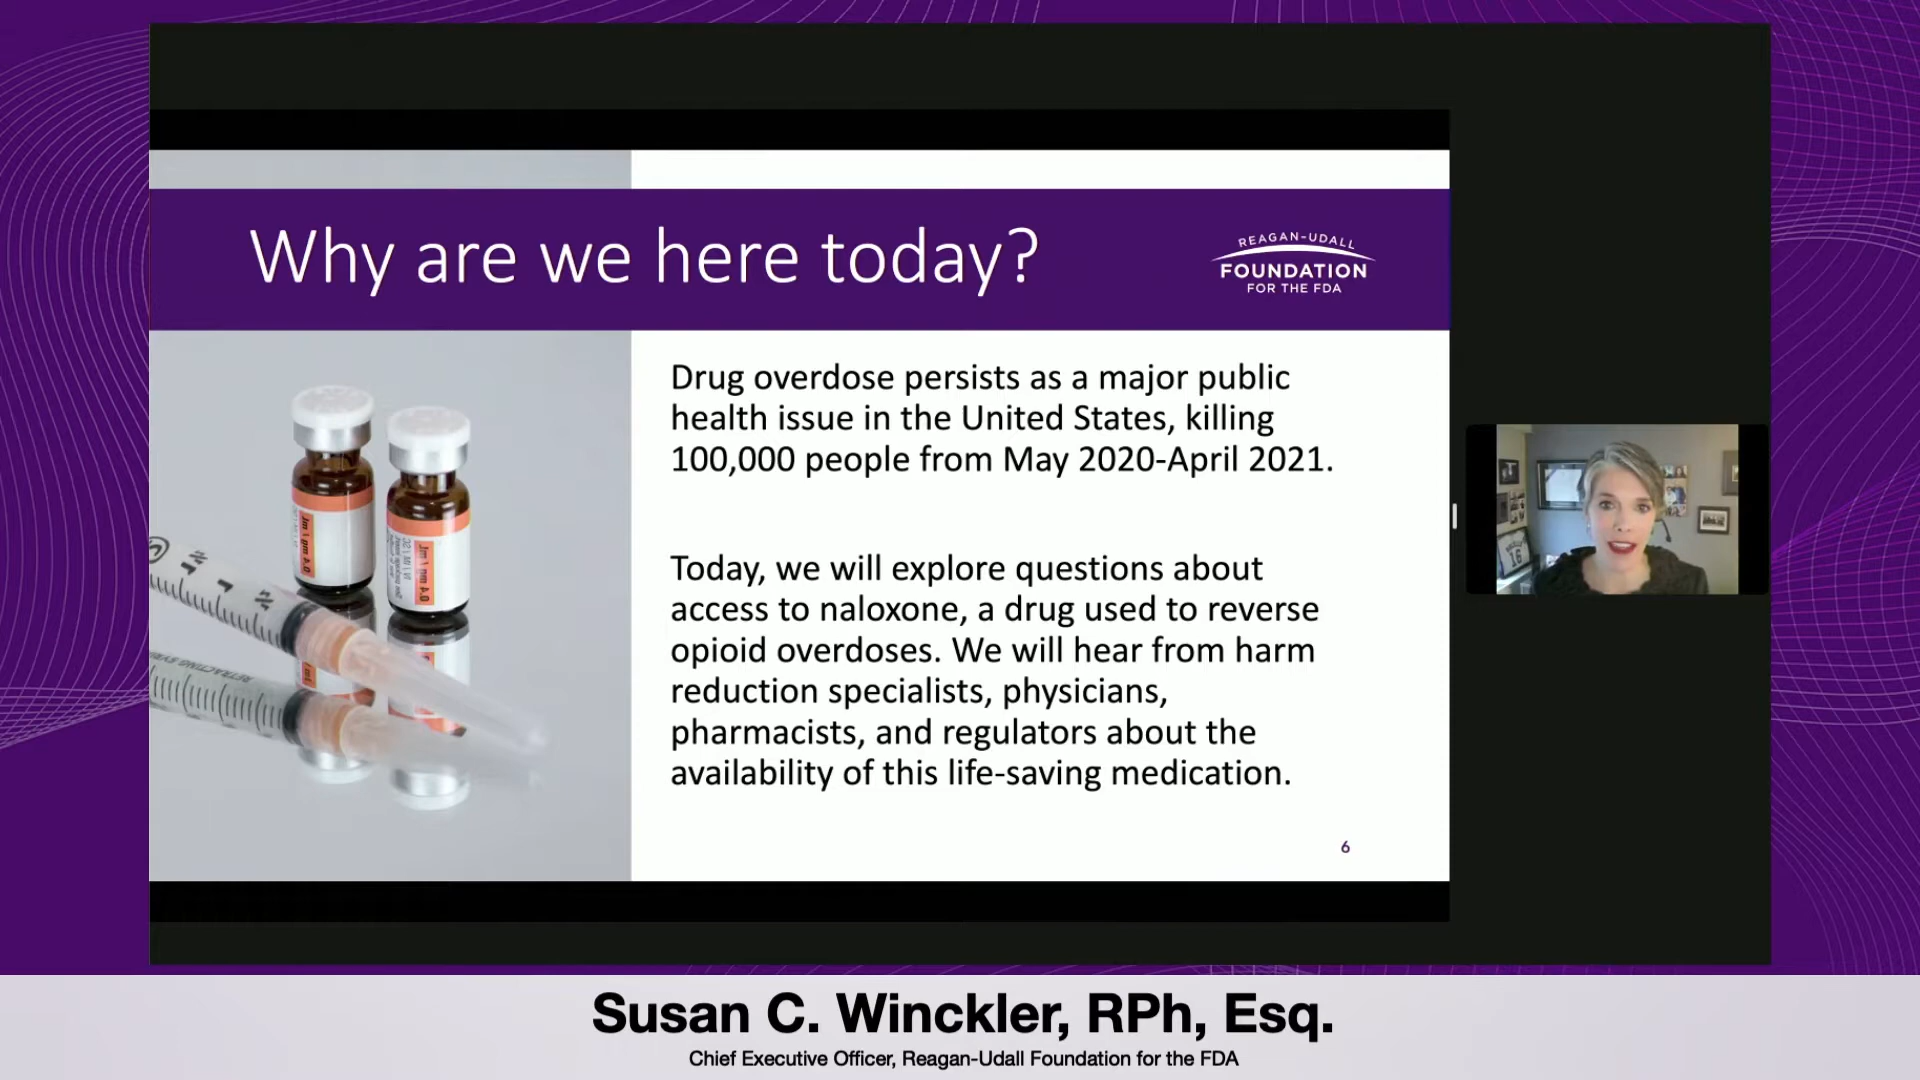 Why are we here today?
REAGAN-UDALL
FOUNDATION
FOR THE FDA
Drug overdose persists as a major public
health issue in the United States, killing
100,000 people from May 2020-April 2021.
Today, we will explore questions about
access to naloxone, a drug used to reverse
opioid overdoses. We will hear from harm
reduction specialists, physicians,
pharmacists, and regulators about the
availability of this life-saving medication.
6
16
Susan C. Winckler, RPh, Esq.
Chief Executive Officer, Reagan-Udall Foundation for the FDA